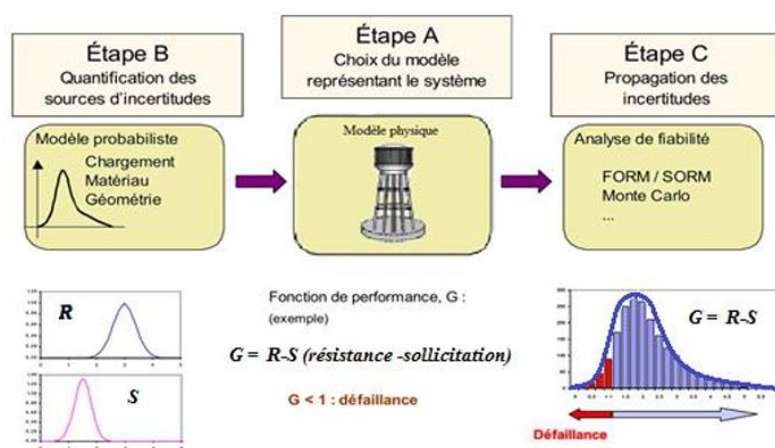 Étape B
Quantification des
sources d'incertitudes
Étape A
Choix du modèle
représentant le système
Étape C
Propagation des
incertitudes
Modèle probabiliste
Chargement
Matériau
Géométrie
Modèle physique
Analyse de fiabilité
FORM / SORM
Monte Carlo
...
R
S
Fonction de performance, G :
(exemple)
G = R-S (résistance -sollicitation)
G < 1 : défaillance
G = R-S
Défaillance